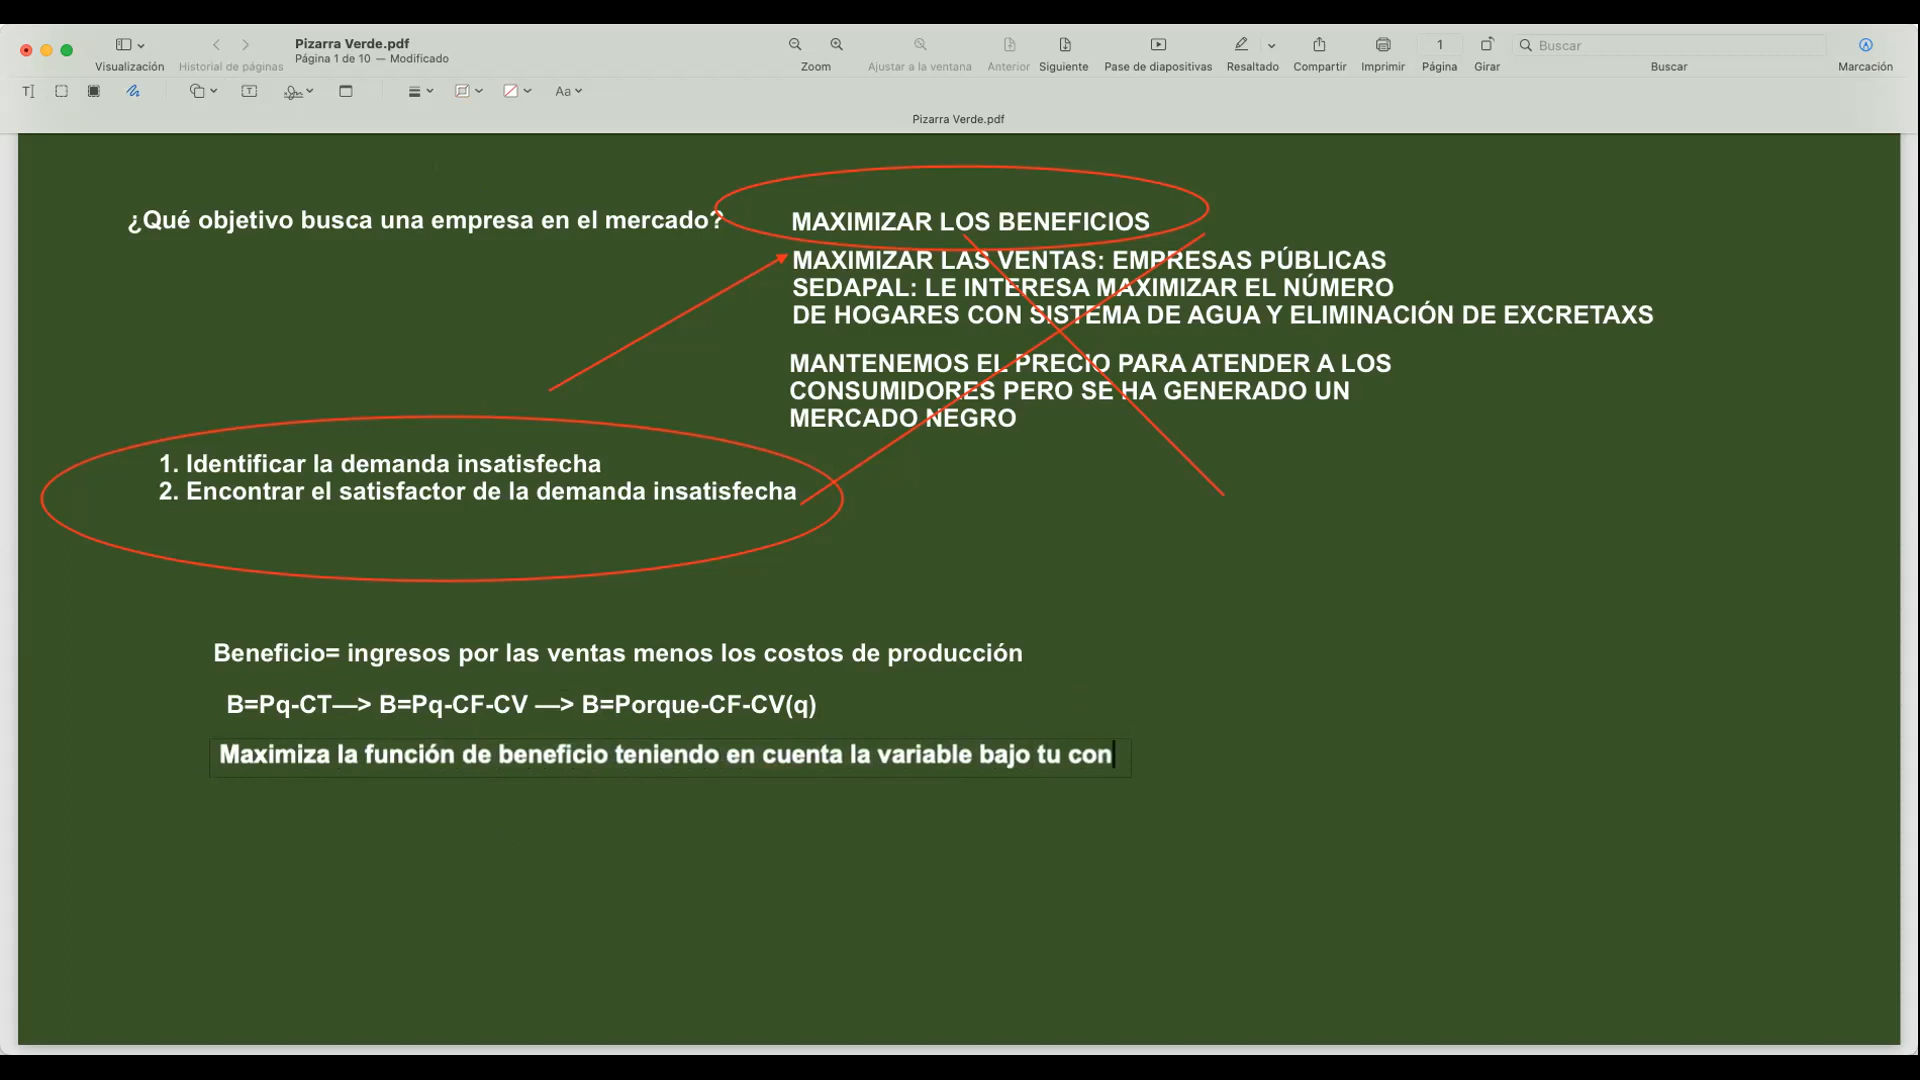 Pizarra Verde.pdf
Página 1 de 10 — Modificado
Visualización
Historial de páginas
Zoom
Ajustar a la ventana
Anterior
Siguiente
Pase de diapositivas
Resaltado
Compartir
Imprimir
1
Página
Girar
Buscar
Buscar
Marcación
Aa
Pizarra Verde.pdf
¿Qué objetivo busca una empresa en el mercado?
MAXIMIZAR LOS BENEFICIOS
MAXIMIZAR LAS VENTAS: EMPRESAS PÚBLICAS
SEDAPAL: LE INTERESA MAXIMIZAR EL NÚMERO
DE HOGARES CON SISTEMA DE AGUA Y ELIMINACIÓN DE EXCRETAXS
MANTENEMOS EL PRECIO PARA ATENDER A LOS
CONSUMIDORES PERO SE HA GENERADO UN
MERCADO NEGRO
1. Identificar la demanda insatisfecha
2. Encontrar el satisfactor de la demanda insatisfecha
Beneficio= ingresos por las ventas menos los costos de producción
B=Pq-CT—> B=Pq-CF-CV —> B=Porque-CF-CV(q)
Maximiza la función de beneficio teniendo en cuenta la variable bajo tu con